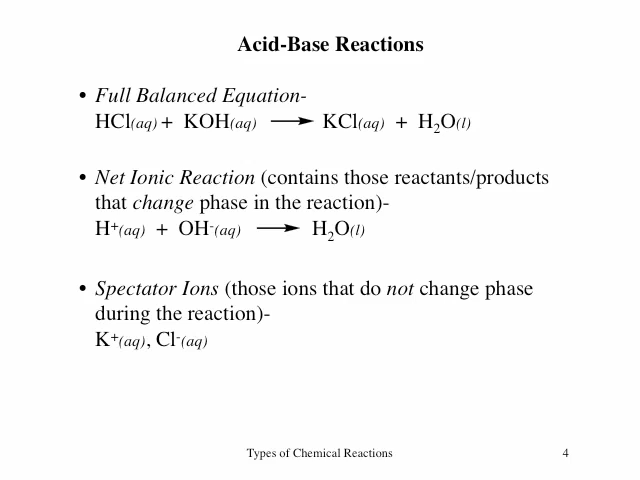 Acid-Base Reactions
• Full Balanced Equation-
HCl(aq) + KOH(aq) ⟶ KCl(aq) + H₂O(l)
• Net Ionic Reaction (contains those reactants/products
that change phase in the reaction)-
H⁺(aq) + OH⁻(aq) ⟶ H₂O(l)
• Spectator Ions (those ions that do not change phase
during the reaction)-
K⁺(aq), Cl⁻(aq)
Types of Chemical Reactions 4